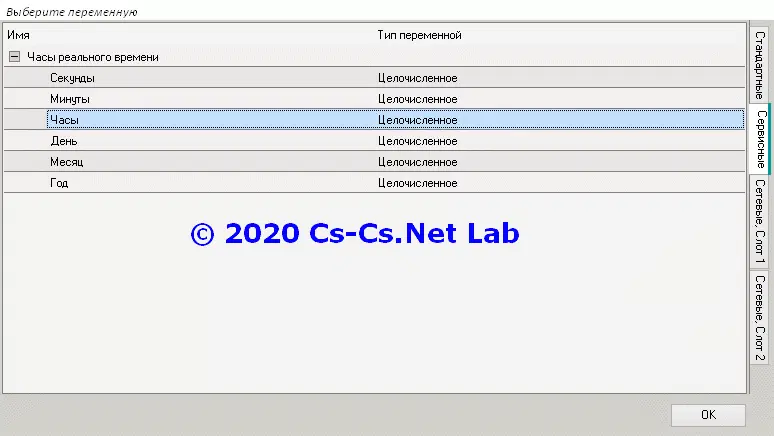 Выберите переменную
Имя Тип переменной
Часы реального времени
Секунды Целочисленное
Минуты Целочисленное
Часы Целочисленное
День Целочисленное
Месяц Целочисленное
Год Целочисленное
© 2020 Cs-Cs.Net Lab
Стандартные
Сервисные
Сетевые, Слот 1
Сетевые, Слот 2
OK